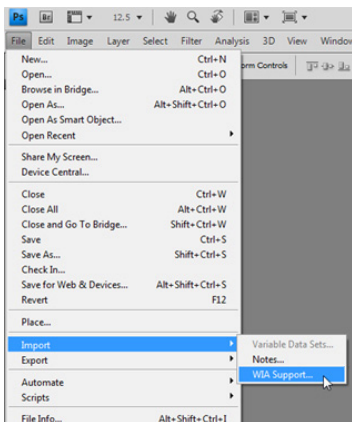 Ps Br 12.5
File Edit Image Layer Select Filter Analysis 3D View Window
orm Controls
New... Ctrl+N
Open... Ctrl+O
Browse in Bridge... Alt+Ctrl+O
Open As... Alt+Shift+Ctrl+O
Open As Smart Object...
Open Recent
Share My Screen...
Device Central...
Close Ctrl+W
Close All Alt+Ctrl+W
Close and Go To Bridge... Shift+Ctrl+W
Save Ctrl+S
Save As... Shift+Ctrl+S
Check In...
Save for Web & Devices... Alt+Shift+Ctrl+S
Revert F12
Place...
Import Variable Data Sets...
Export Notes...
WIA Support...
Automate
Scripts
File Info... Alt+Shift+Ctrl+I